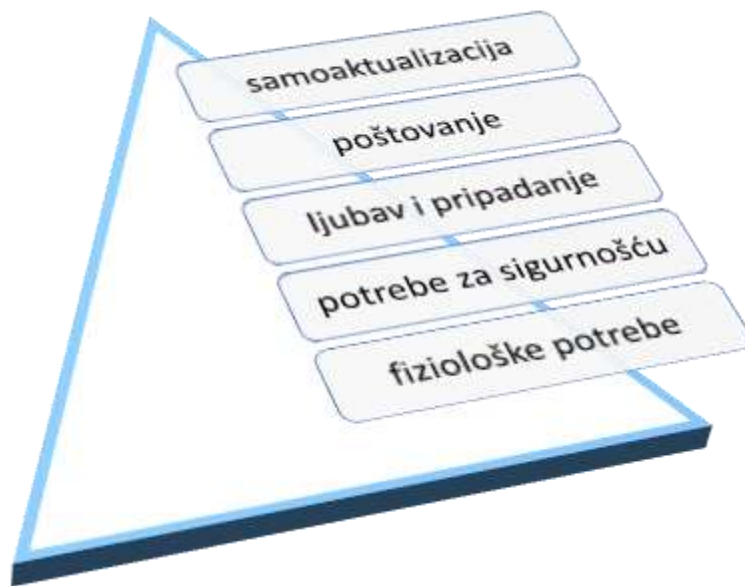 samoaktualizacija
poštovanje
ljubav i pripadanje
potrebe za sigurnošću
fiziološke potrebe